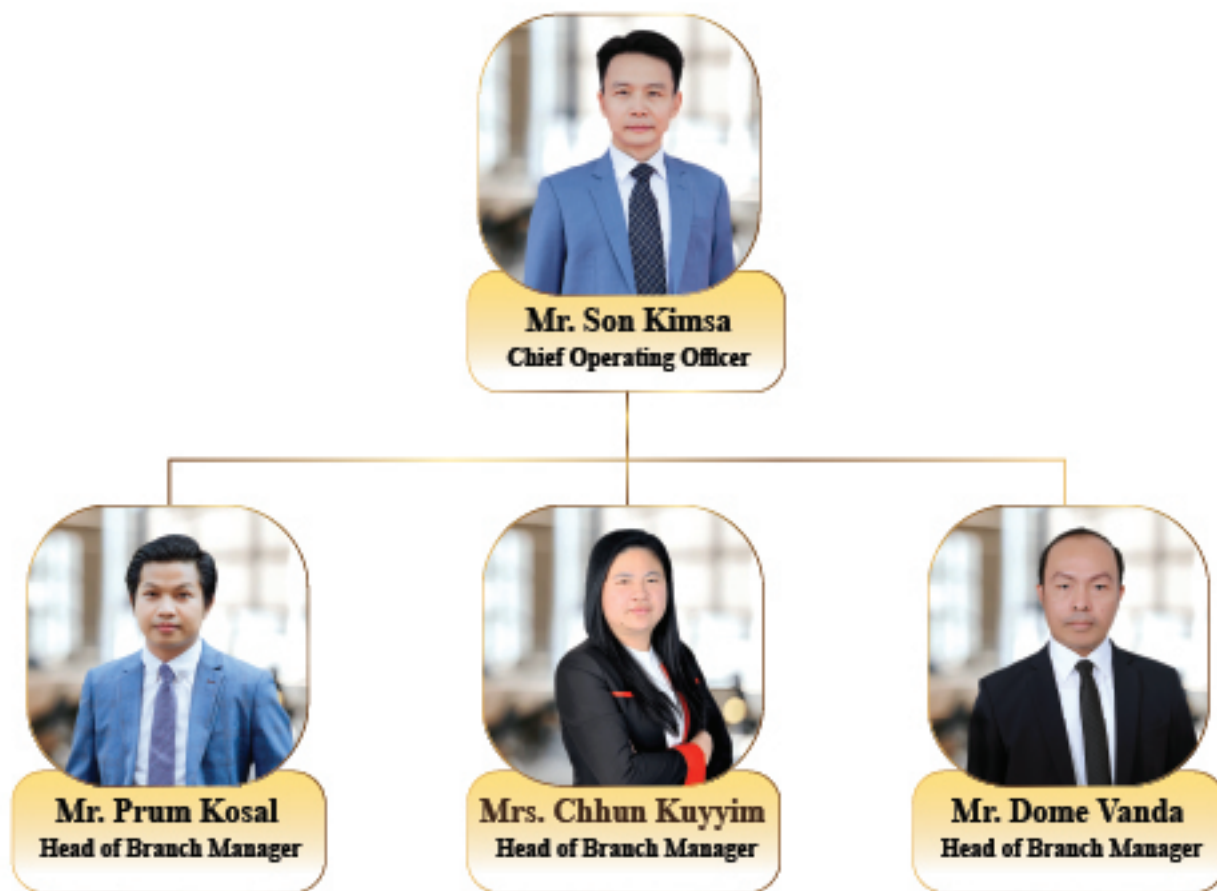 Mr. Son Kimsa
Chief Operating Officer
Mr. Prum Kosal
Head of Branch Manager
Mrs. Chhun Kuyyim
Head of Branch Manager
Mr. Dome Vanda
Head of Branch Manager